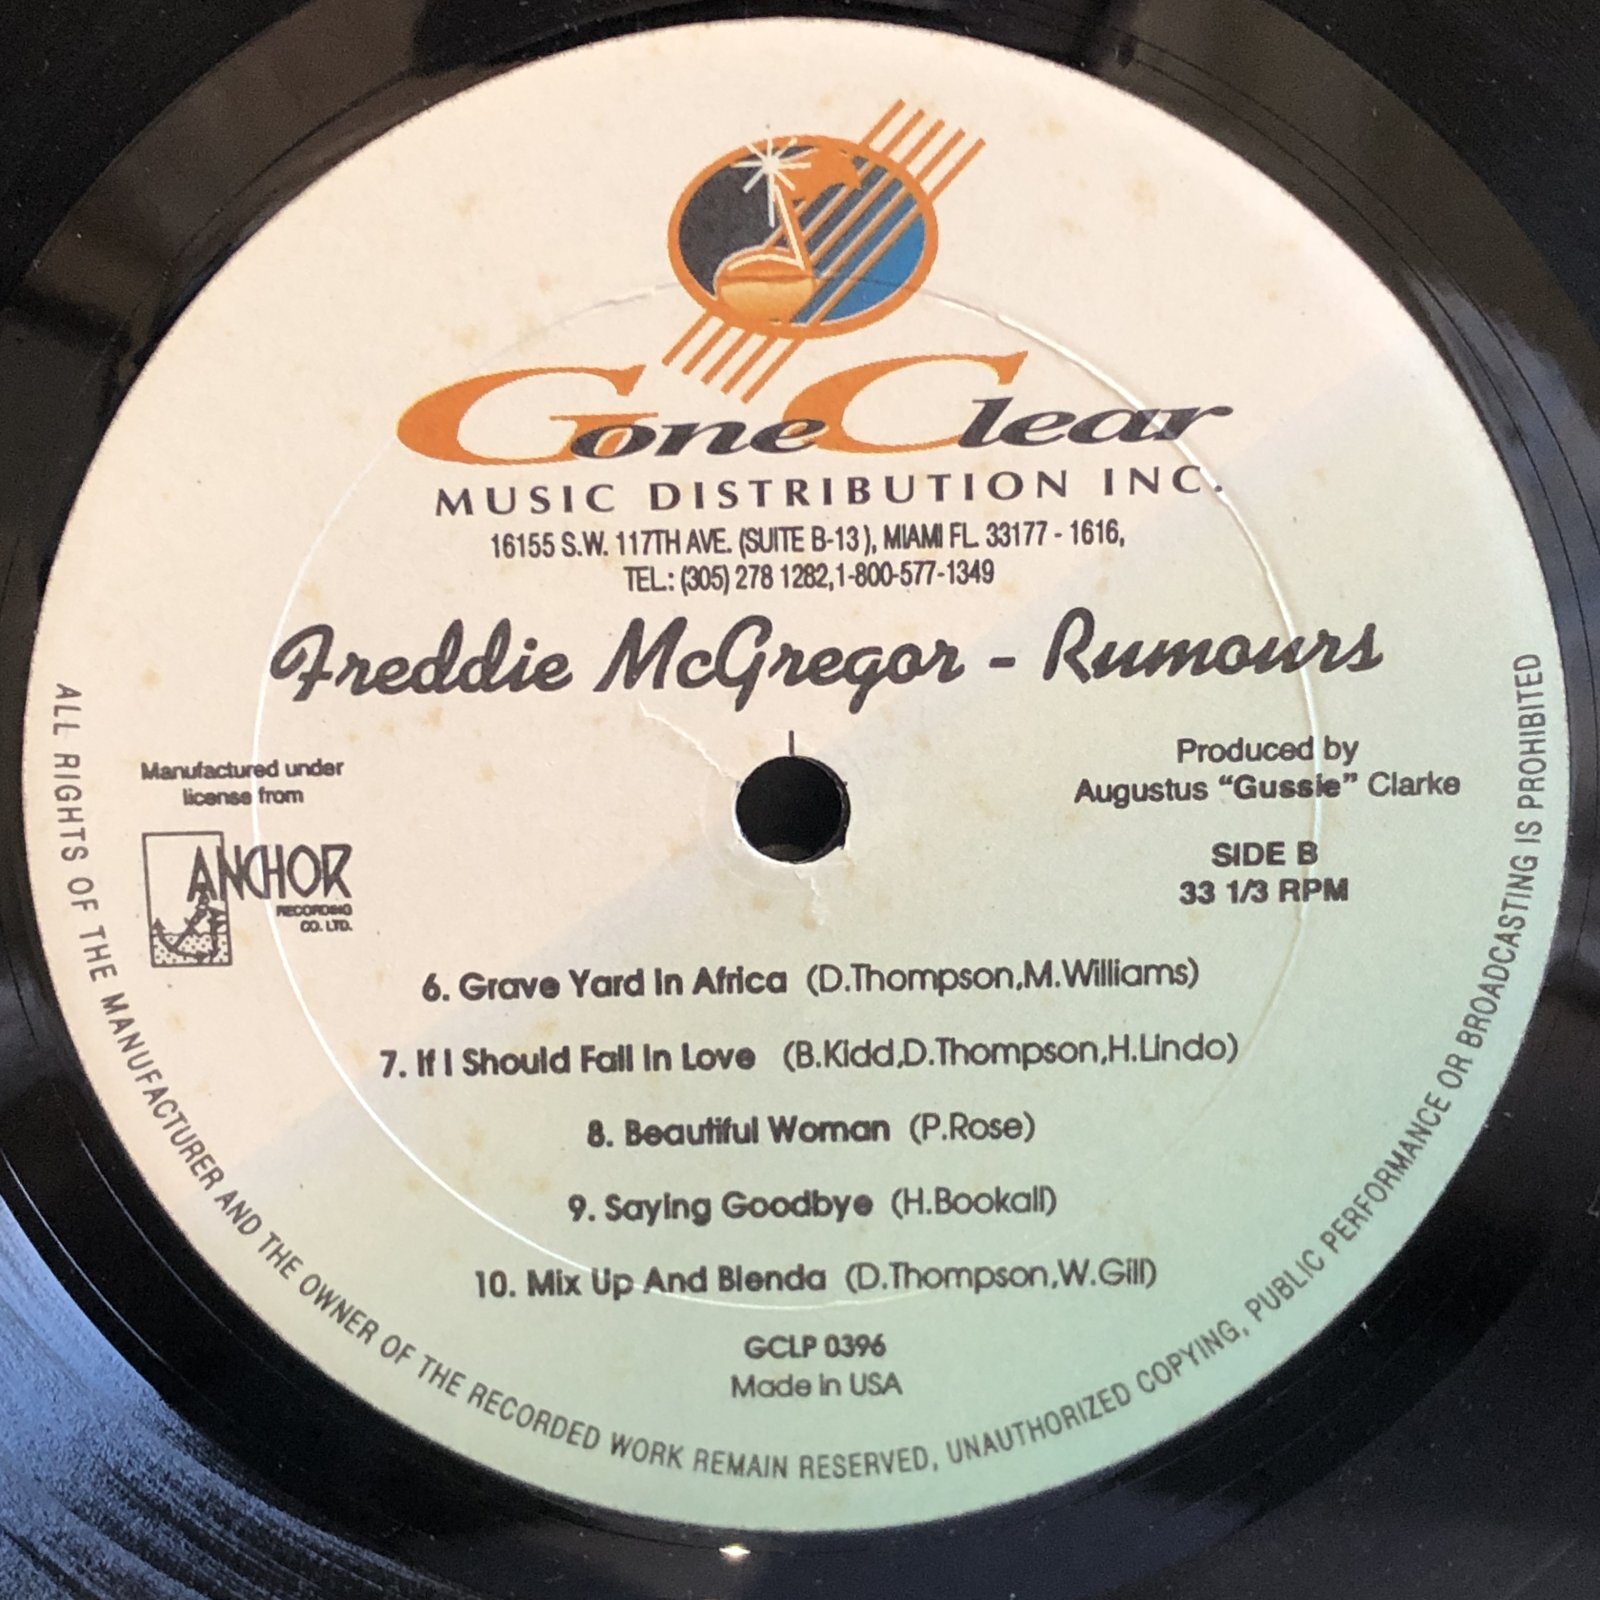 Gone Clear
MUSIC DISTRIBUTION INC.
16155 S.W. 117TH AVE. (SUITE B-13), MIAMI FL. 33177 - 1616,
TEL.: (305) 278 1282,1-800-577-1349
Freddie McGregor - Rumours
Manufactured under
license from
ANCHOR
RECORDING
CO. LTD.
Produced by
Augustus "Gussie" Clarke
SIDE B
33 1/3 RPM
6. Grave Yard In Africa (D.Thompson,M.Williams)
7. If I Should Fall In Love (B.Kidd,D.Thompson,H.Lindo)
8. Beautiful Woman (P.Rose)
9. Saying Goodbye (H.Bookall)
10. Mix Up And Blenda (D.Thompson,W.Gill)
GCLP 0396
Made in USA
ALL RIGHTS OF THE MANUFACTURER AND THE OWNER OF THE RECORDED WORK REMAIN RESERVED, UNAUTHORIZED COPYING, PUBLIC PERFORMANCE OR BROADCASTING IS PROHIBITED